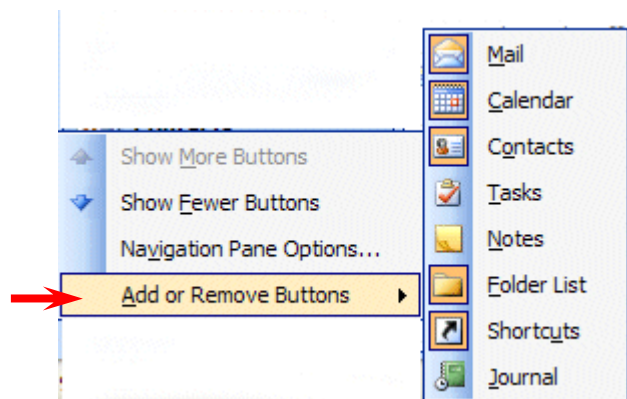 Show More Buttons
Show Fewer Buttons
Navigation Pane Options...
Add or Remove Buttons
Mail
Calendar
Contacts
Tasks
Notes
Folder List
Shortcuts
Journal